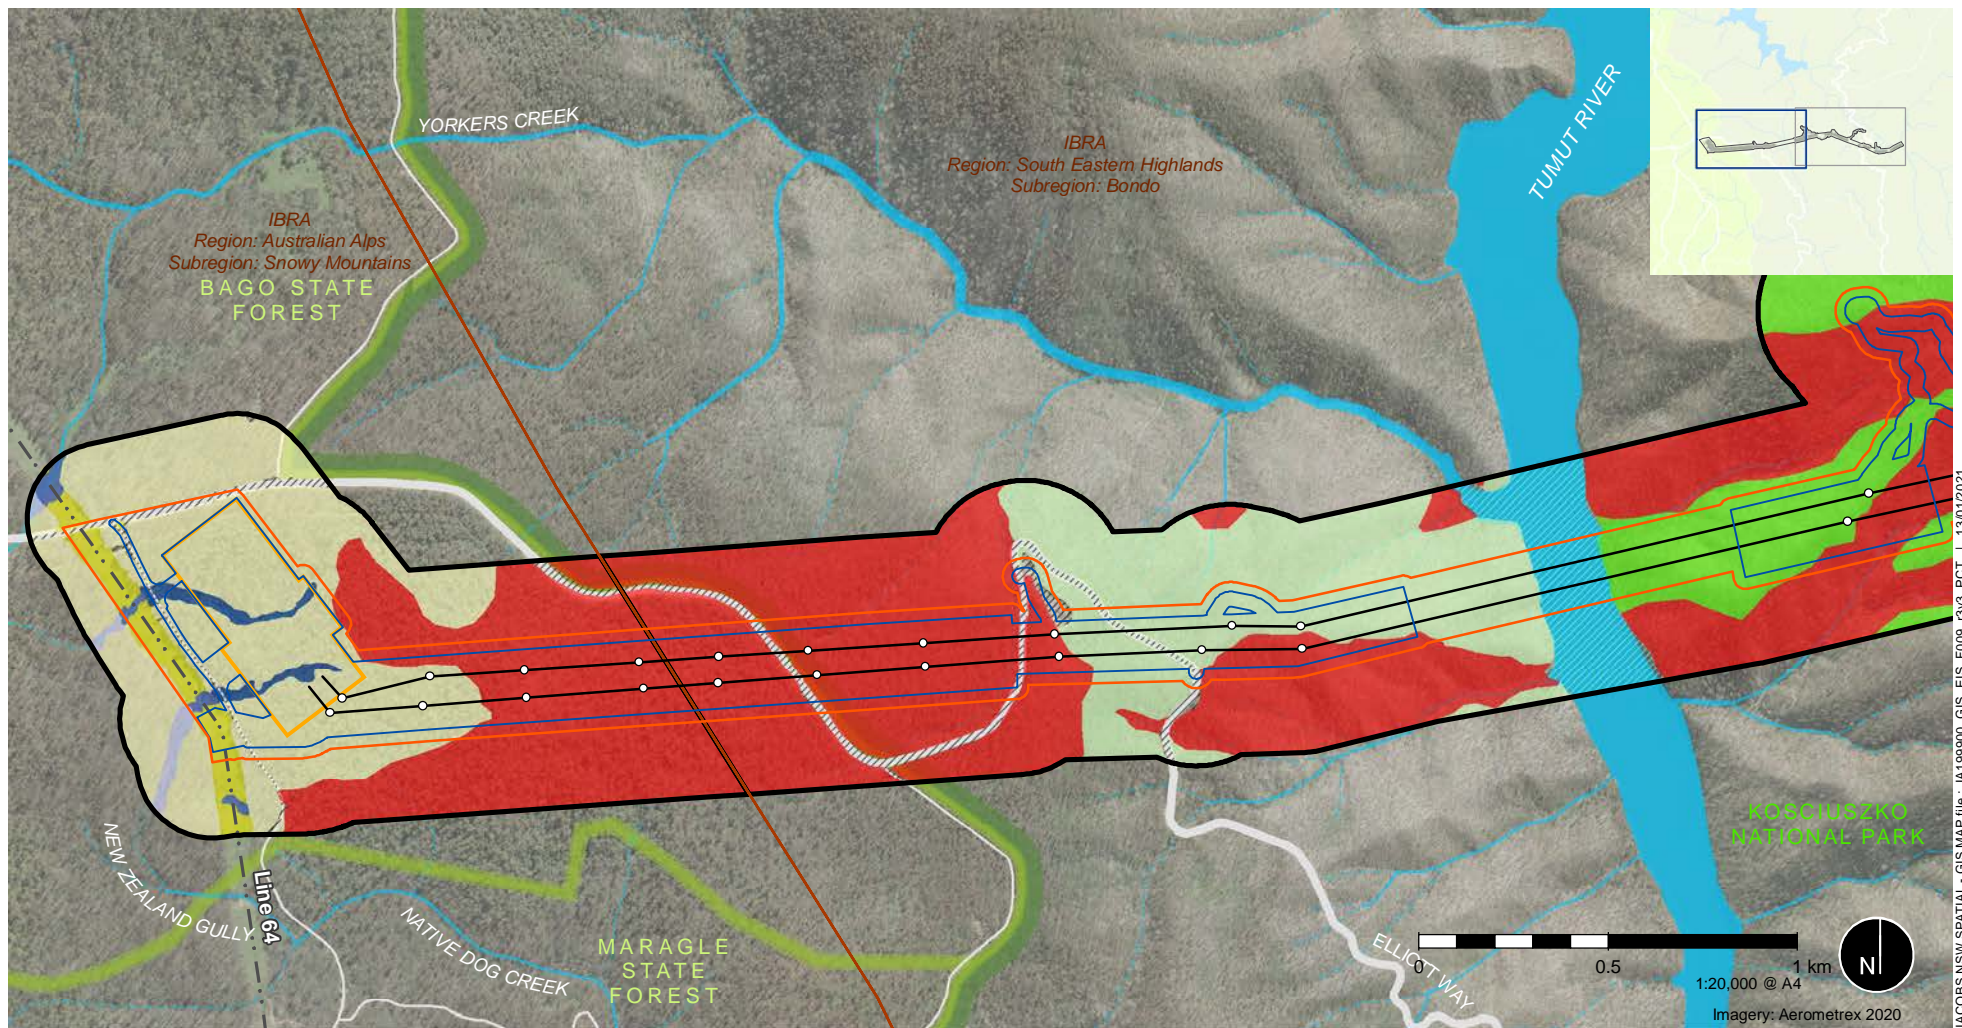 YORKERS CREEK
TUMUT RIVER
IBRA
Region: South Eastern Highlands
Subregion: Bondo
IBRA
Region: Australian Alps
Subregion: Snowy Mountains
BAGO STATE
FOREST
KOSCIUSZKO
NATIONAL PARK
NEW ZEALAND GULLY
Line 64
NATIVE DOG CREEK
MARAGLE
STATE
FOREST
ELLIOTT WAY
0
0.5
1 km
1:20,000 @ A4
N
Imagery: Aerometrex 2020